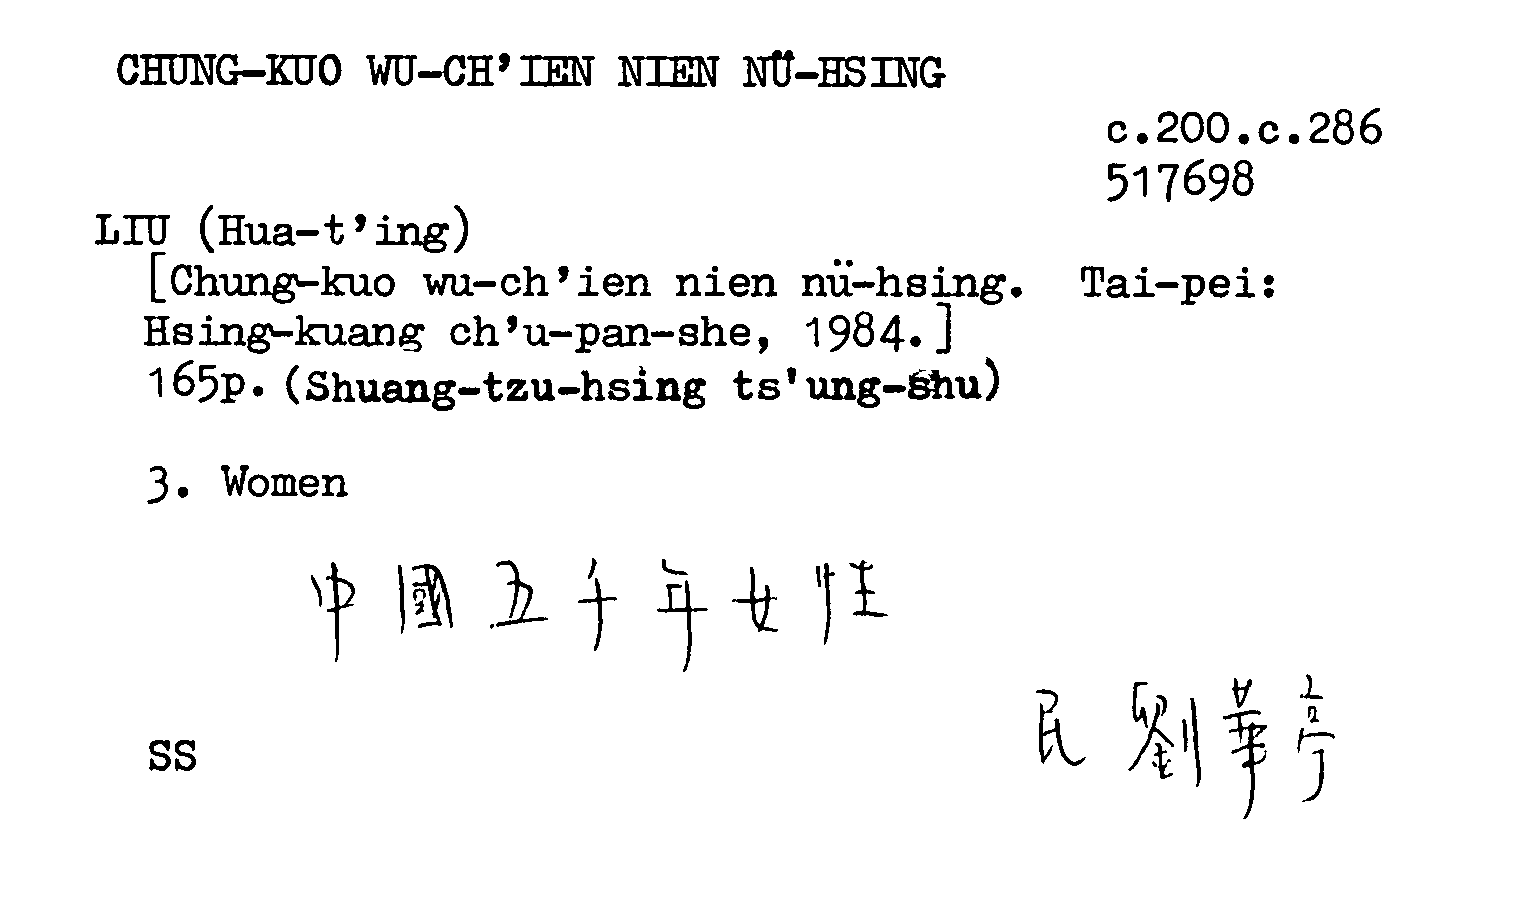 CHUNG-KUO WU-CH'IEN NIEN NÜ-HSING
c.200.c.286
517698
LIU (Hua-t'ing)
[Chung-kuo wu-ch'ien nien nü-hsing. Tai-pei:
Hsing-kuang ch'u-pan-she, 1984.]
165p. (Shuang-tzu-hsing ts'ung-shu)
3. Women
中國五千年女性
民 劉華亭
SS